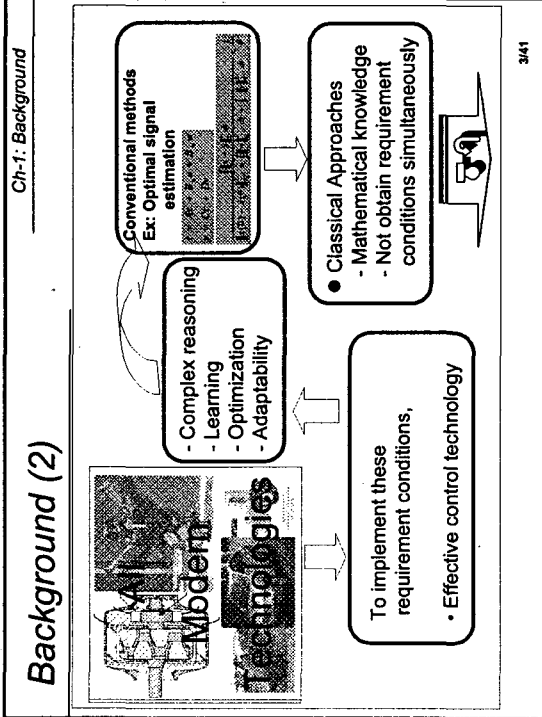 Ch-1: Background
Background (2)
All
Modern
Technologies
To implement these
requirement conditions,
• Effective control technology
- Complex reasoning
- Learning
- Optimization
- Adaptability
Conventional methods
Ex: Optimal signal
estimation
● Classical Approaches
- Mathematical knowledge
- Not obtain requirement
conditions simultaneously
3/41